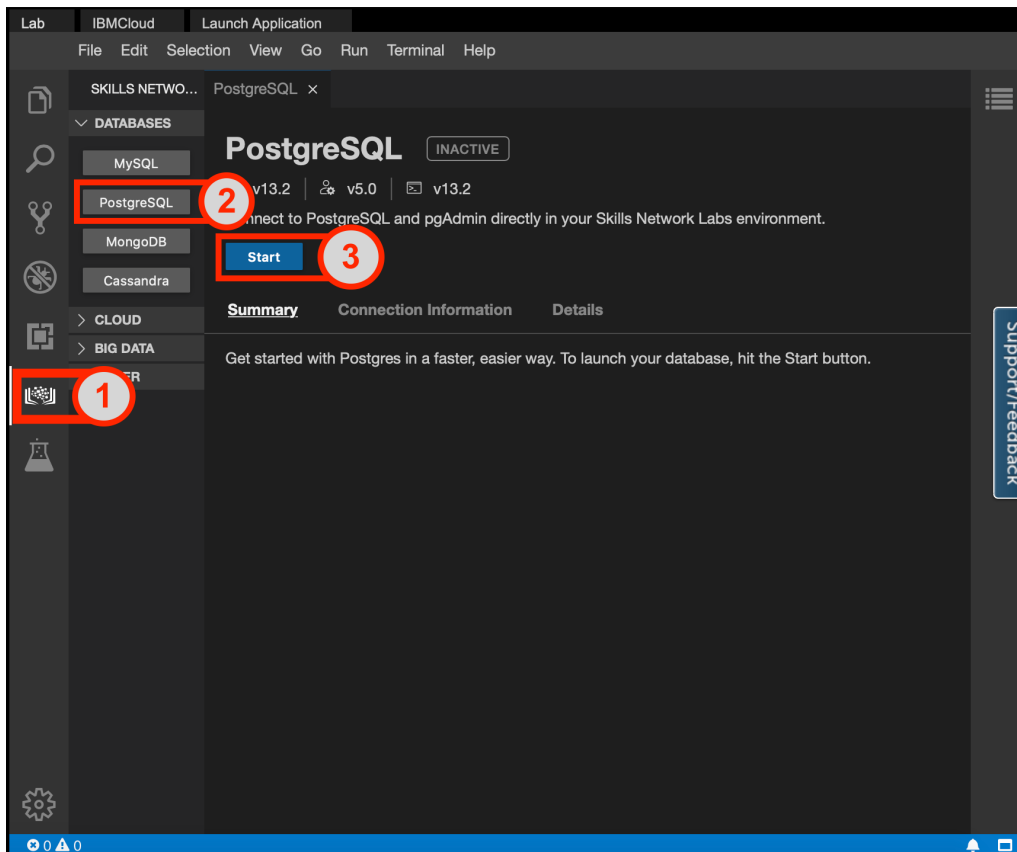 Lab IBMCloud Launch Application
File Edit Selection View Go Run Terminal Help
SKILLS NETWO...
DATABASES
MySQL
PostgreSQL
2
MongoDB
Cassandra
CLOUD
BIG DATA
1
PostgreSQL ×
PostgreSQL INACTIVE
v13.2 v5.0 v13.2
to PostgreSQL and pgAdmin directly in your Skills Network Labs environment.
Start
3
Summary Connection Information Details
Get started with Postgres in a faster, easier way. To launch your database, hit the Start button.
Support/Feedback
0 0